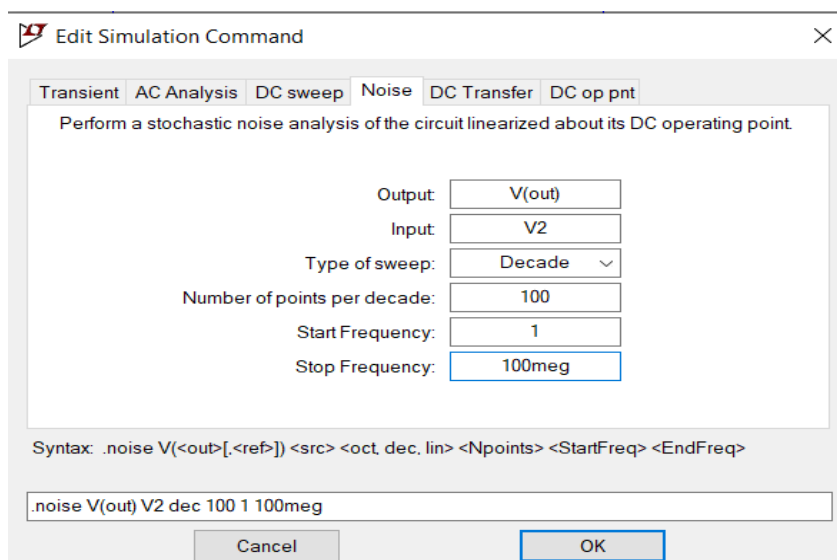 Edit Simulation Command
Transient AC Analysis DC sweep Noise DC Transfer DC op pnt
Perform a stochastic noise analysis of the circuit linearized about its DC operating point.
Output: V(out)
Input: V2
Type of sweep: Decade
Number of points per decade: 100
Start Frequency: 1
Stop Frequency: 100meg
Syntax: .noise V(<out>[,<ref>]) <src> <oct, dec, lin> <Npoints> <StartFreq> <EndFreq>
.noise V(out) V2 dec 100 1 100meg
Cancel OK